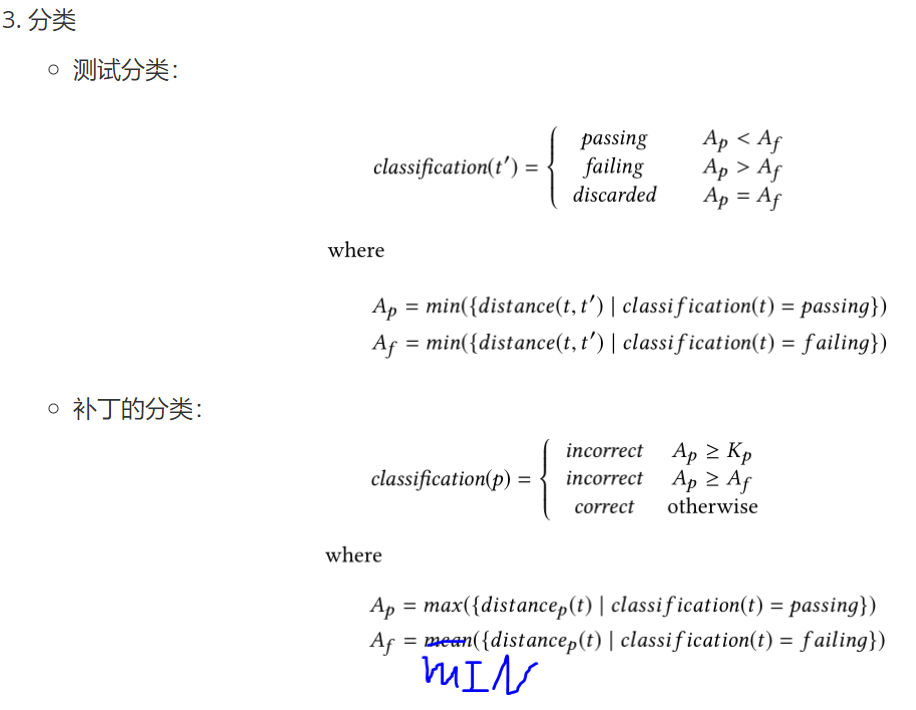 3. 分类
○ 测试分类：
classification(t′) = { passing A_p < A_f
failing A_p > A_f
discarded A_p = A_f
where
A_p = min({distance(t, t′) | classification(t) = passing})
A_f = min({distance(t, t′) | classification(t) = failing})
○ 补丁的分类：
classification(p) = { incorrect A_p ≥ K_p
incorrect A_p ≥ A_f
correct otherwise
where
A_p = max({distance_p(t) | classification(t) = passing})
A_f = mean({distance_p(t) | classification(t) = failing})
MIN